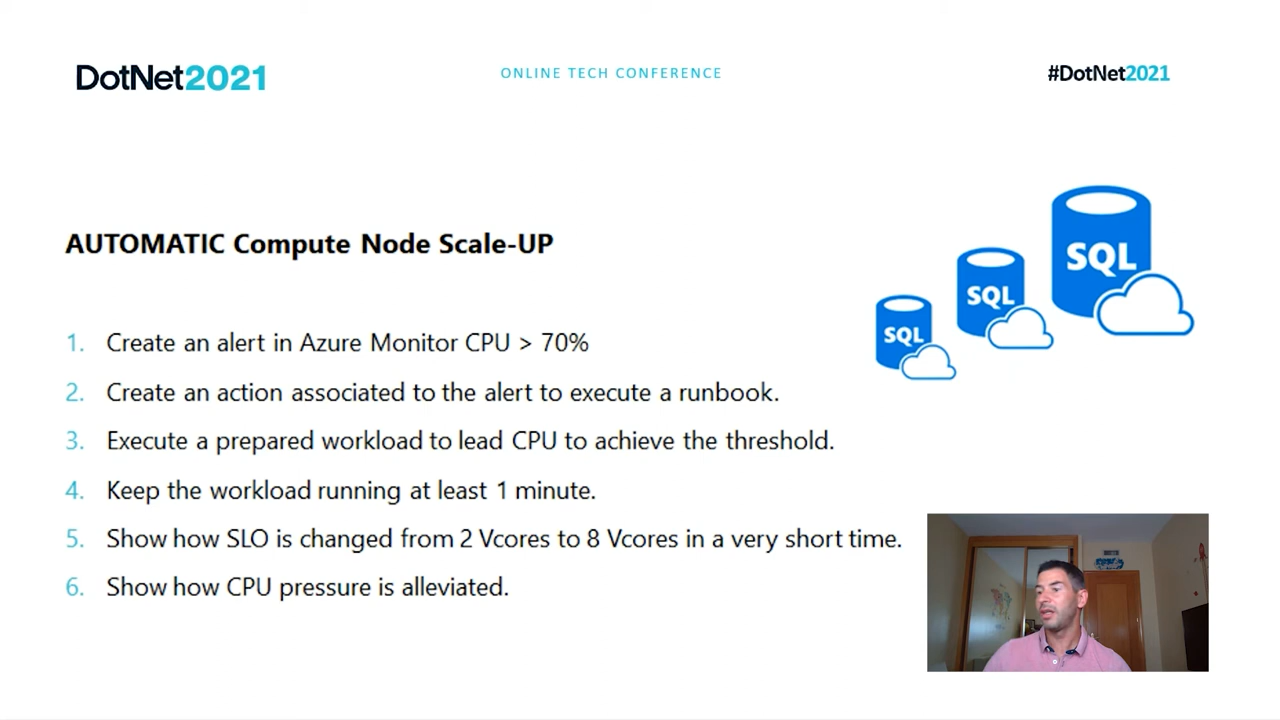 DotNet2021
ONLINE TECH CONFERENCE
#DotNet2021
AUTOMATIC Compute Node Scale-UP
1. Create an alert in Azure Monitor CPU > 70%
2. Create an action associated to the alert to execute a runbook.
3. Execute a prepared workload to lead CPU to achieve the threshold.
4. Keep the workload running at least 1 minute.
5. Show how SLO is changed from 2 Vcores to 8 Vcores in a very short time.
6. Show how CPU pressure is alleviated.
SQL
SQL
SQL